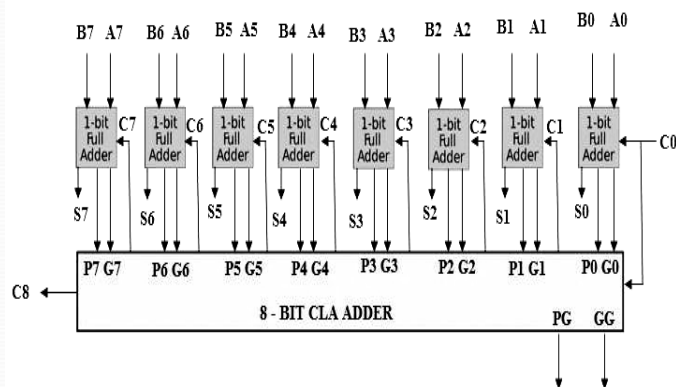 B7 A7 B6 A6 B5 A5 B4 A4 B3 A3 B2 A2 B1 A1 B0 A0
1-bit Full Adder C7 1-bit Full Adder C6 1-bit Full Adder C5 1-bit Full Adder C4 1-bit Full Adder C3 1-bit Full Adder C2 1-bit Full Adder C1 1-bit Full Adder C0
S7 S6 S5 S4 S3 S2 S1 S0
P7 G7 P6 G6 P5 G5 P4 G4 P3 G3 P2 G2 P1 G1 P0 G0
C8
8 - BIT CLA ADDER
PG GG